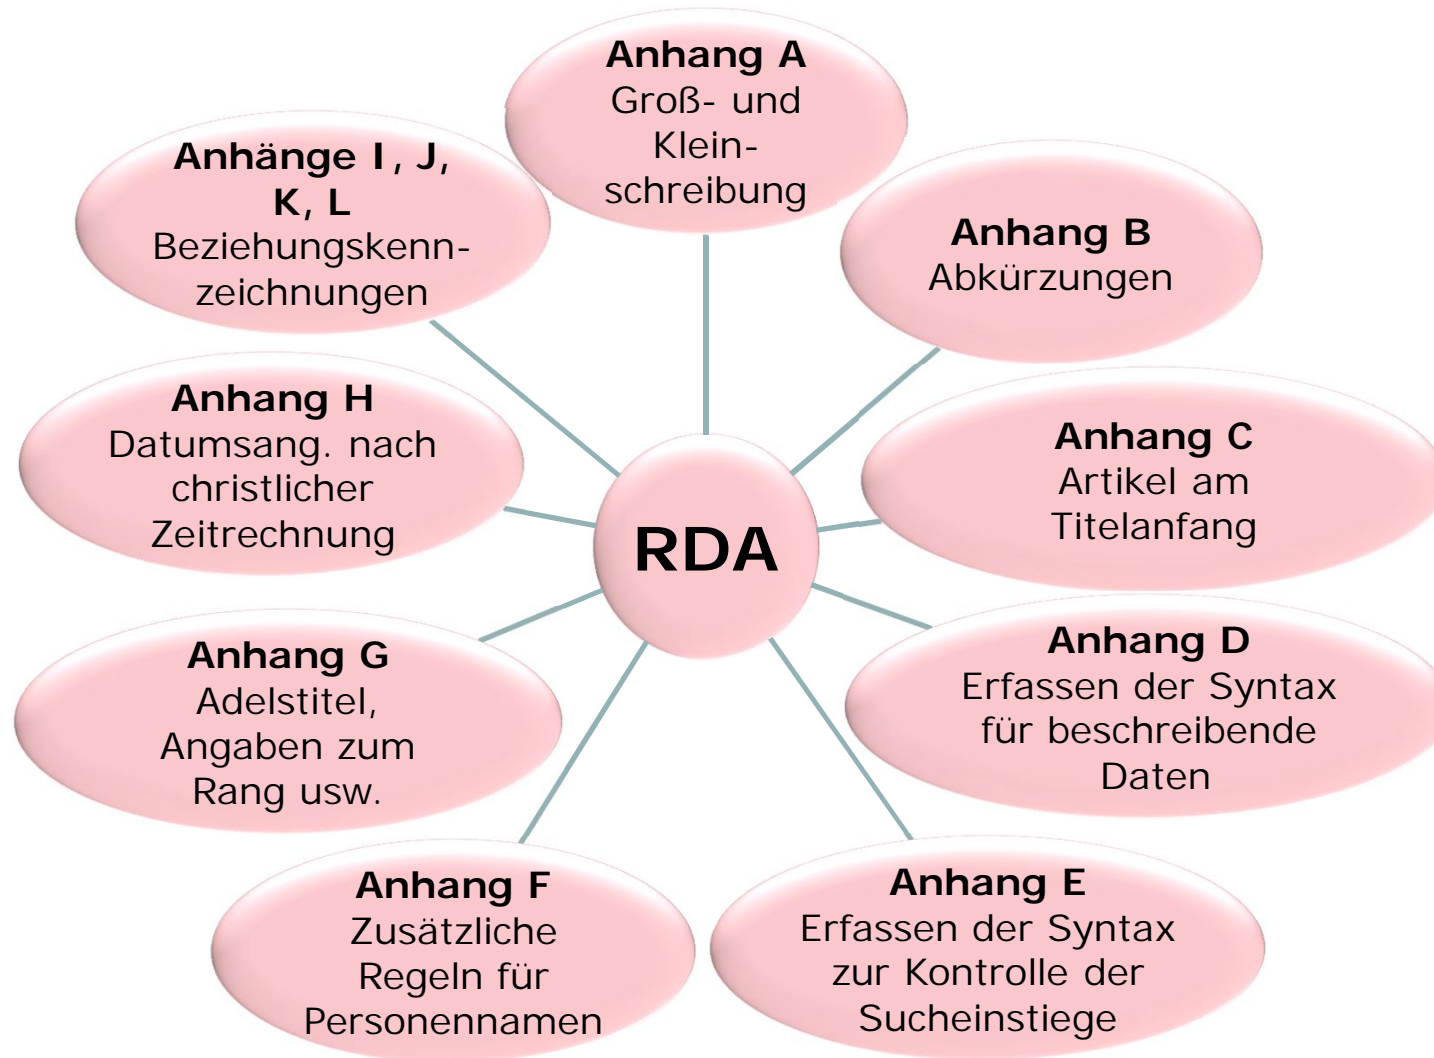 Anhang A
Groß- und
Klein-
schreibung
Anhang B
Abkürzungen
Anhang C
Artikel am
Titelanfang
Anhang D
Erfassen der Syntax
für beschreibende
Daten
Anhang E
Erfassen der Syntax
zur Kontrolle der
Sucheinstiege
Anhang F
Zusätzliche
Regeln für
Personennamen
Anhang G
Adelstitel,
Angaben zum
Rang usw.
Anhang H
Datumsang. nach
christlicher
Zeitrechnung
Anhänge I, J,
K, L
Beziehungskenn-
zeichnungen
RDA